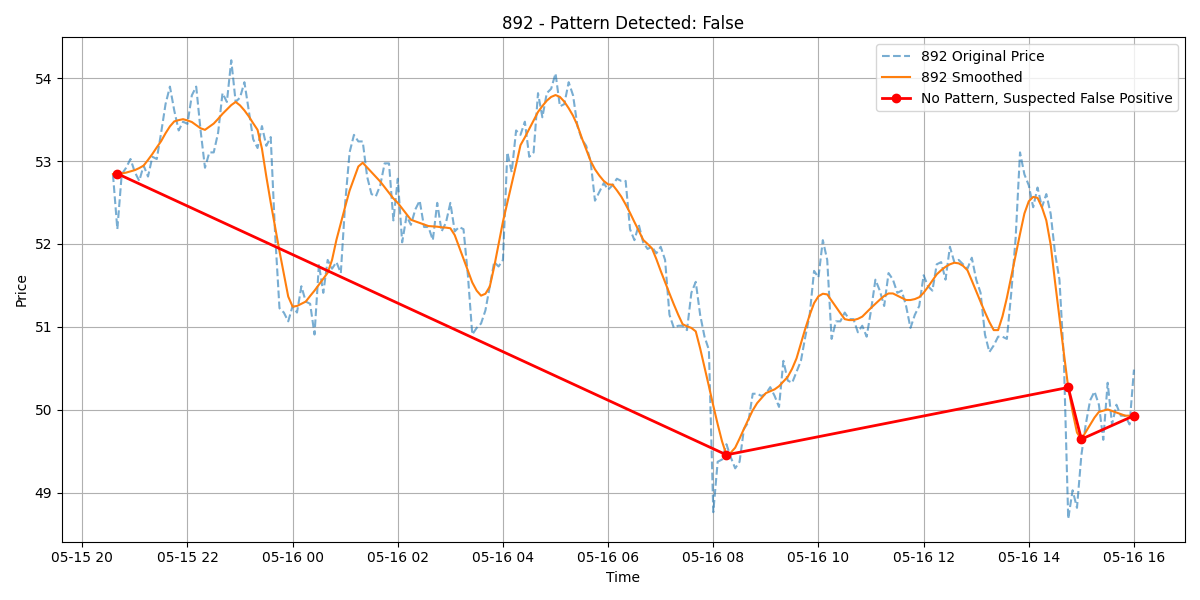 892 - Pattern Detected: False
892 Original Price
892 Smoothed
No Pattern, Suspected False Positive
Price
54
53
52
51
50
49
05-15 20 05-15 22 05-16 00 05-16 02 05-16 04 05-16 06 05-16 08 05-16 10 05-16 12 05-16 14 05-16 16
Time